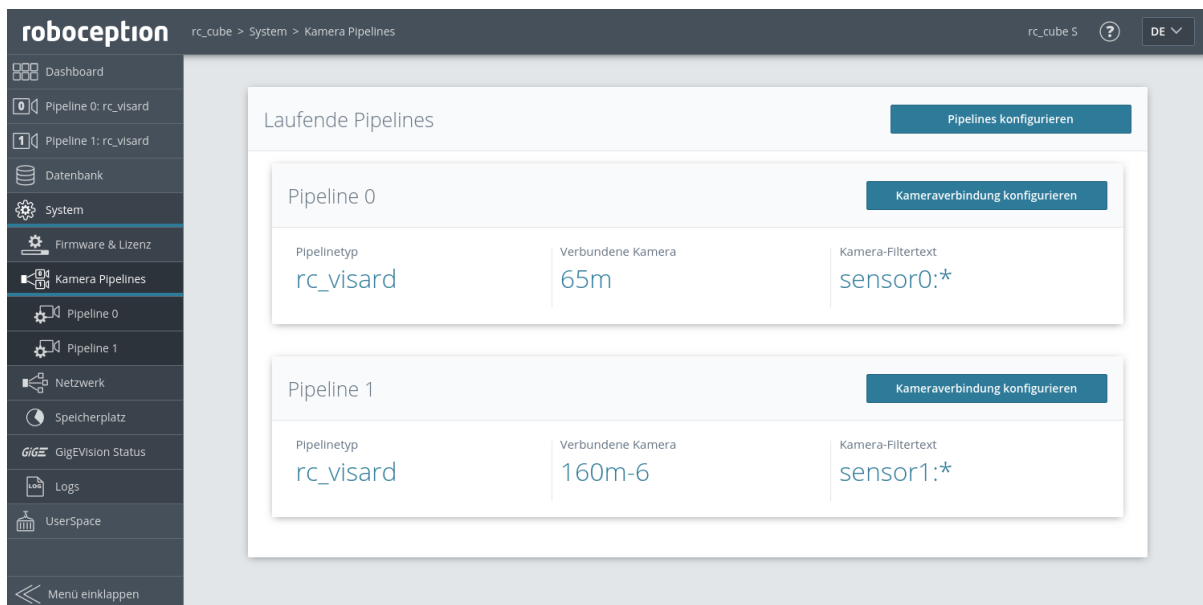 roboception
rc_cube > System > Kamera Pipelines
rc_cube S
?
DE
Dashboard
0 Pipeline 0: rc_visard
1 Pipeline 1: rc_visard
Datenbank
System
Firmware & Lizenz
0 1 Kamera Pipelines
Pipeline 0
Pipeline 1
Netzwerk
Speicherplatz
GiGE GigEVision Status
LOG Logs
UserSpace
Menü einklappen
Laufende Pipelines
Pipelines konfigurieren
Pipeline 0
Kameraverbindung konfigurieren
Pipelinetyp
rc_visard
Verbundene Kamera
65m
Kamera-Filtertext
sensor0:*
Pipeline 1
Kameraverbindung konfigurieren
Pipelinetyp
rc_visard
Verbundene Kamera
160m-6
Kamera-Filtertext
sensor1:*